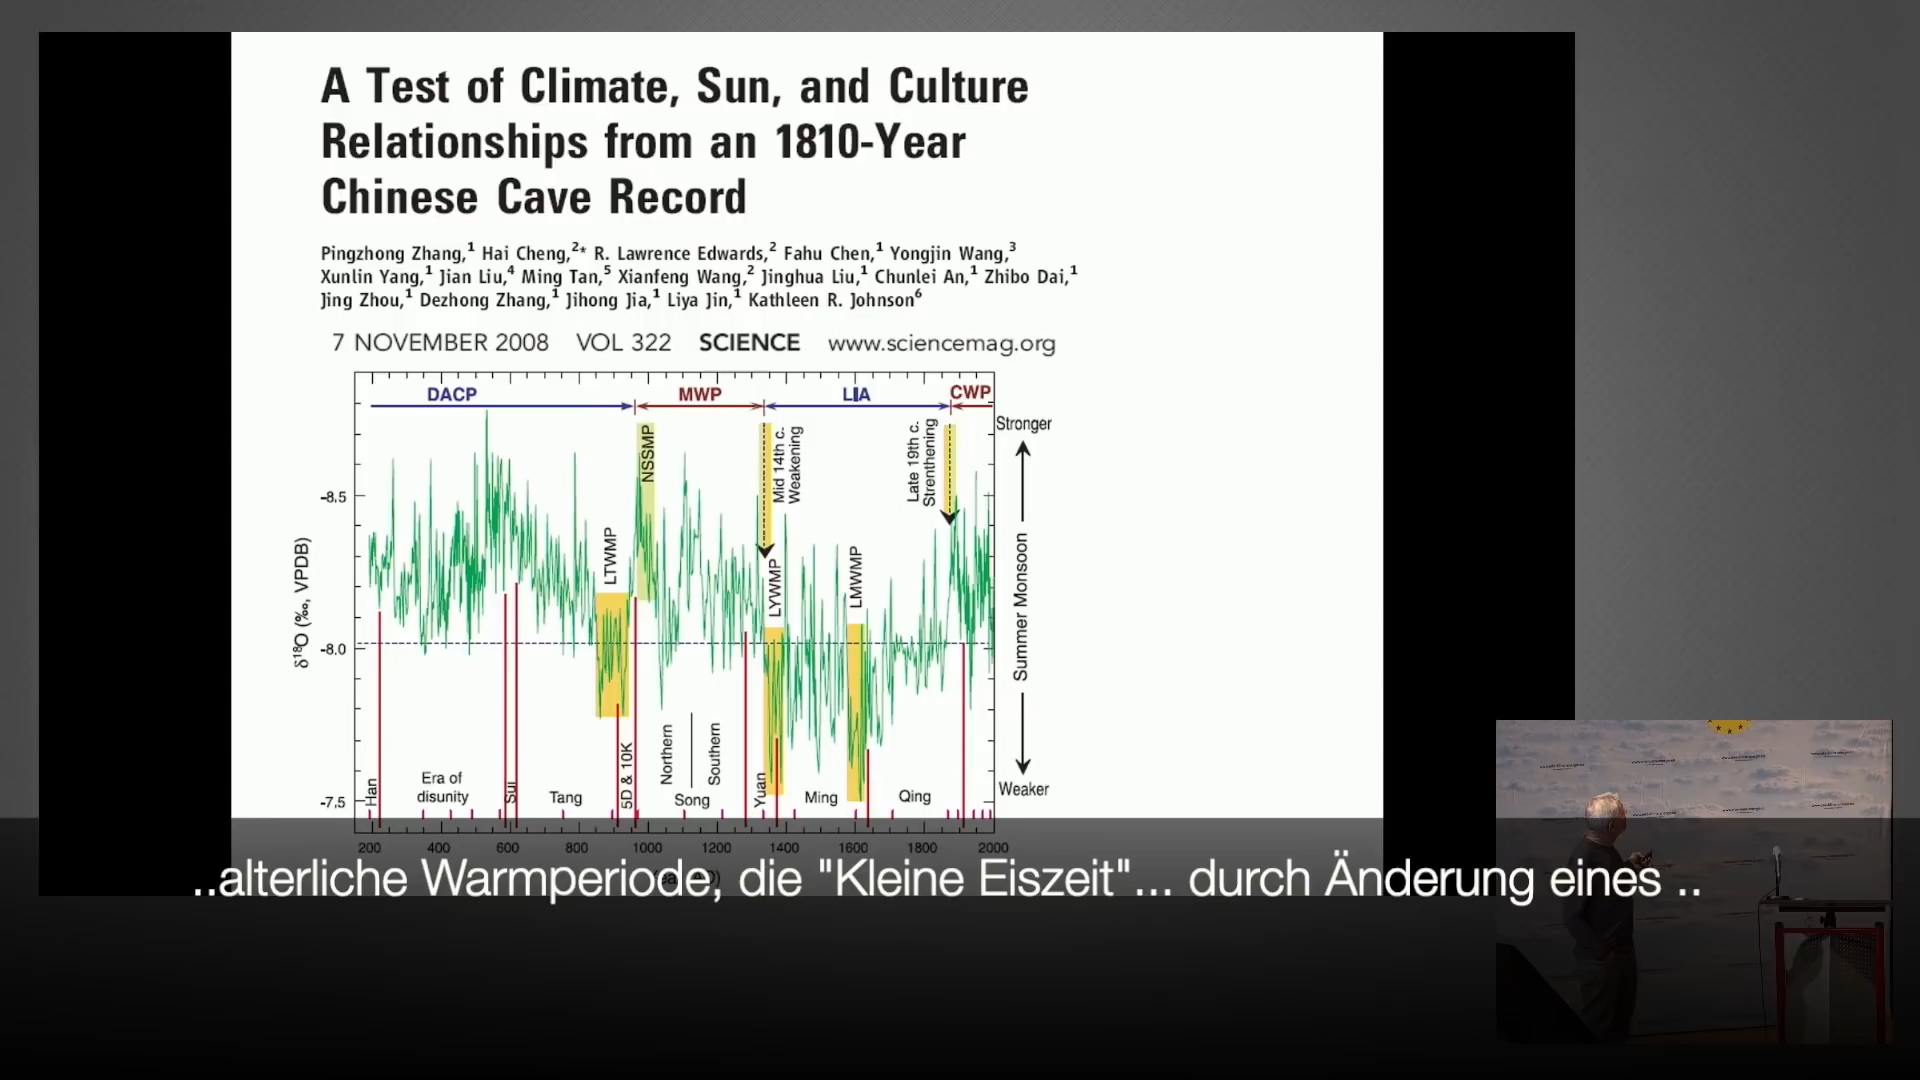 A Test of Climate, Sun, and Culture
Relationships from an 1810-Year
Chinese Cave Record
Pingzhong Zhang,1 Hai Cheng,2* R. Lawrence Edwards,2 Fahu Chen,1 Yongjin Wang,3
Xunlin Yang,1 Jian Liu,4 Ming Tan,5 Xianfeng Wang,2 Jinghua Liu,1 Chunlei An,1 Zhibo Dai,1
Jing Zhou,1 Dezhong Zhang,1 Jihong Jia,1 Liya Jin,1 Kathleen R. Johnson6
7 NOVEMBER 2008 VOL 322 SCIENCE www.sciencemag.org
DACP MWP LIA CWP
Stronger
Summer Monsoon
Weaker
NSSMP
Mid 14th c.
Weakening
Late 19th c.
Strenthening
LTWMP
LYWMP
LMWMP
δ18O (‰, VPDB)
-8.5
-8.0
-7.5
Han
Era of
disunity
Sui
Tang
5D & 10K
Northern
Southern
Song
Yuan
Ming
Qing
200 400 600 800 1000 1200 1400 1600 1800 2000
..alterliche Warmperiode, die "Kleine Eiszeit"... durch Änderung eines ..